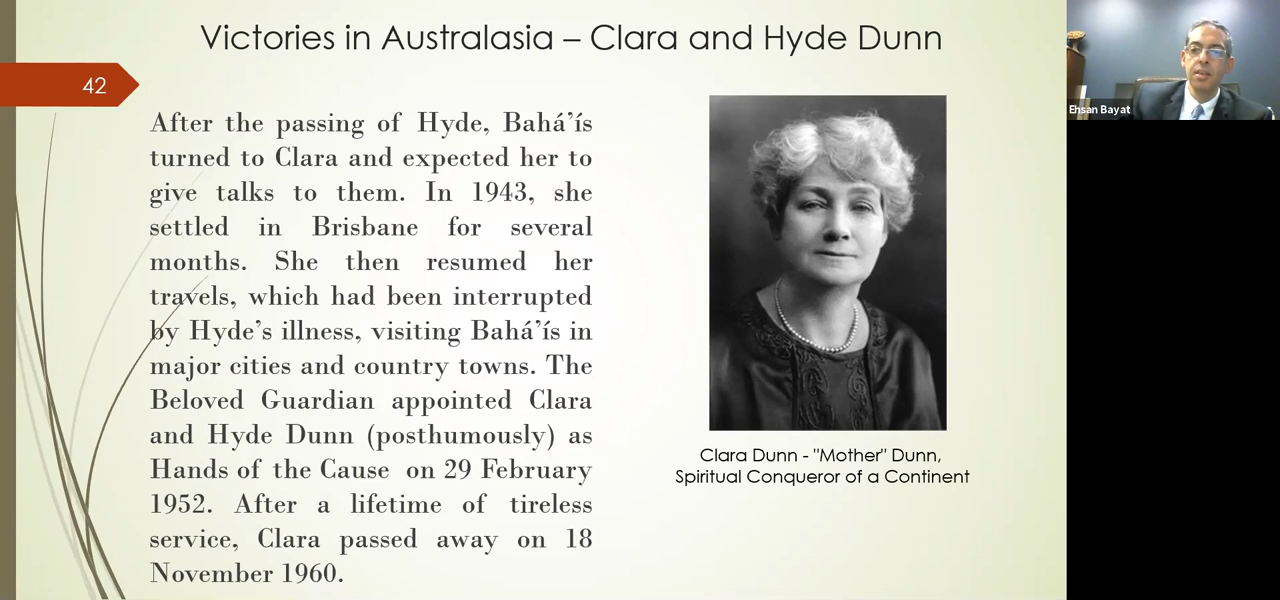 Victories in Australasia – Clara and Hyde Dunn
42
After the passing of Hyde, Bahá’ís
turned to Clara and expected her to
give talks to them. In 1943, she
settled in Brisbane for several
months. She then resumed her
travels, which had been interrupted
by Hyde’s illness, visiting Bahá’ís in
major cities and country towns. The
Beloved Guardian appointed Clara
and Hyde Dunn (posthumously) as
Hands of the Cause on 29 February
1952. After a lifetime of tireless
service, Clara passed away on 18
November 1960.
Clara Dunn - "Mother" Dunn,
Spiritual Conqueror of a Continent
Ehsan Bayat